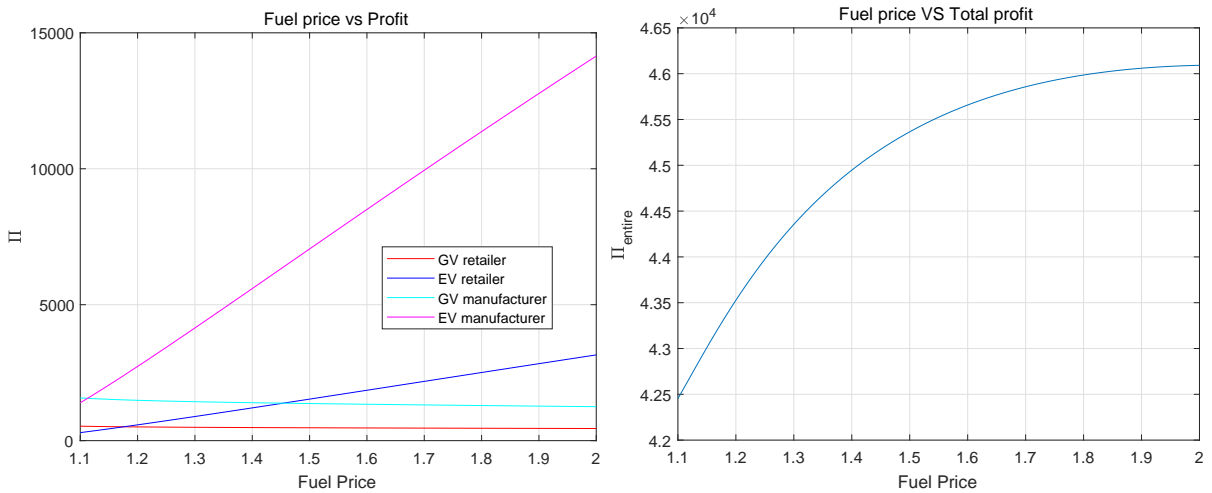 Fuel price vs Profit
15000
10000
5000
0
Π
GV retailer
EV retailer
GV manufacturer
EV manufacturer
1.1 1.2 1.3 1.4 1.5 1.6 1.7 1.8 1.9 2
Fuel Price
Fuel price VS Total profit
×10⁴
4.65
4.6
4.55
4.5
4.45
4.4
4.35
4.3
4.25
4.2
Π_entire
1.1 1.2 1.3 1.4 1.5 1.6 1.7 1.8 1.9 2
Fuel Price